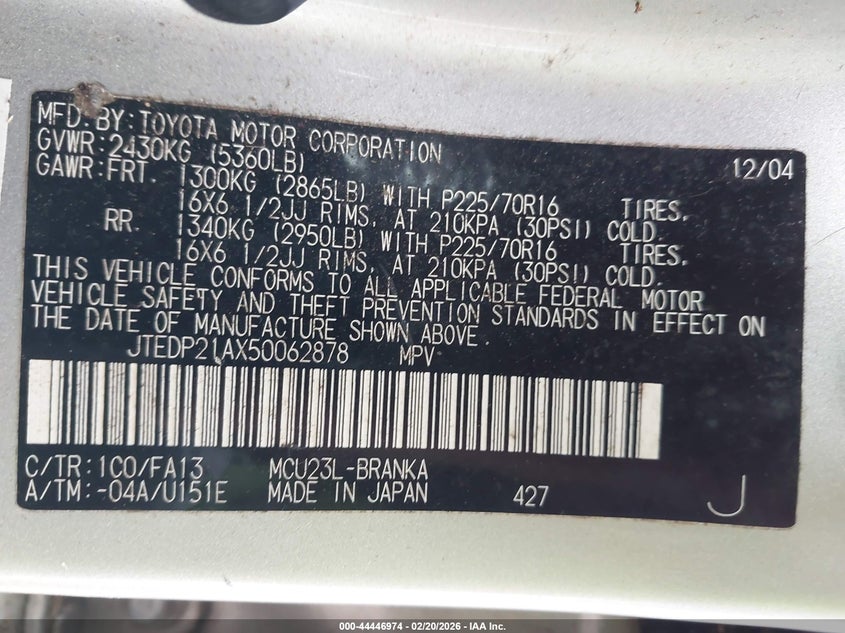 MFD. BY: TOYOTA MOTOR CORPORATION 12/04
GVWR: 2430KG (5360LB)
GAWR: FRT. 1300KG (2865LB) WITH P225/70R16 TIRES,
16X6 1/2JJ RIMS, AT 210KPA (30PSI) COLD.
RR. 1340KG (2950LB) WITH P225/70R16 TIRES,
16X6 1/2JJ RIMS, AT 210KPA (30PSI) COLD.
THIS VEHICLE CONFORMS TO ALL APPLICABLE FEDERAL MOTOR
VEHICLE SAFETY AND THEFT PREVENTION STANDARDS IN EFFECT ON
THE DATE OF MANUFACTURE SHOWN ABOVE.
JTEDP21AX50062878 MPV
C/TR: 1C0/FA13 MCU23L-BRANKA
A/TM: -04A/U151E MADE IN JAPAN 427 J
000-44446974 | 02/20/2026 - IAA Inc.